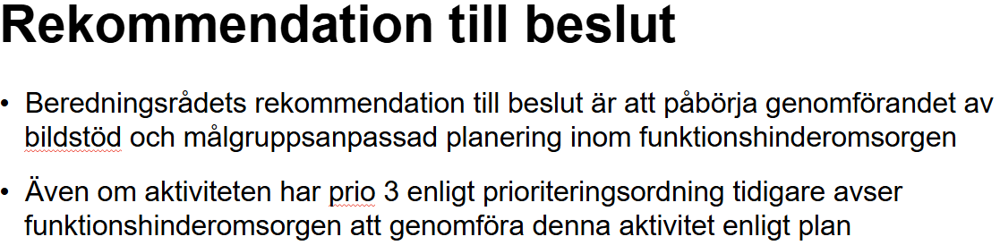 Rekommendation till beslut
• Beredningsrådets rekommendation till beslut är att påbörja genomförandet av
bildstöd och målgruppsanpassad planering inom funktionshinderomsorgen
• Även om aktiviteten har prio 3 enligt prioriteringsordning tidigare avser
funktionshinderomsorgen att genomföra denna aktivitet enligt plan